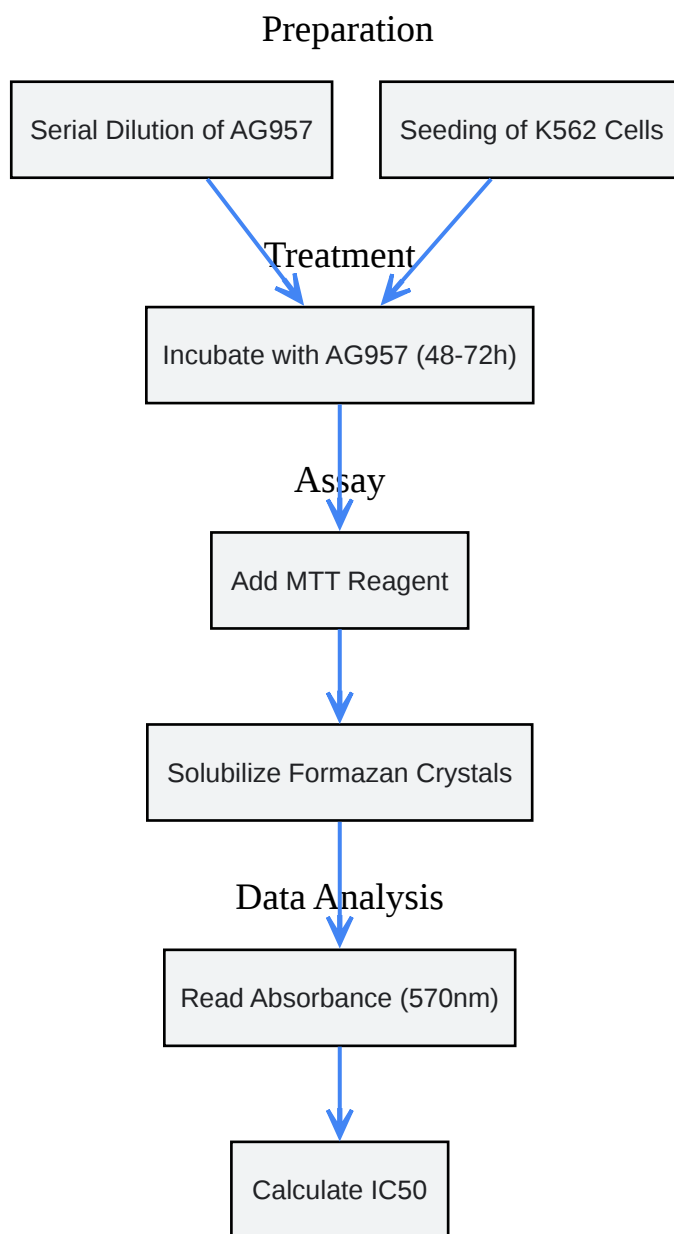 Preparation
Serial Dilution of AG957
Seeding of K562 Cells
Treatment
Incubate with AG957 (48-72h)
Assay
Add MTT Reagent
Solubilize Formazan Crystals
Data Analysis
Read Absorbance (570nm)
Calculate IC50